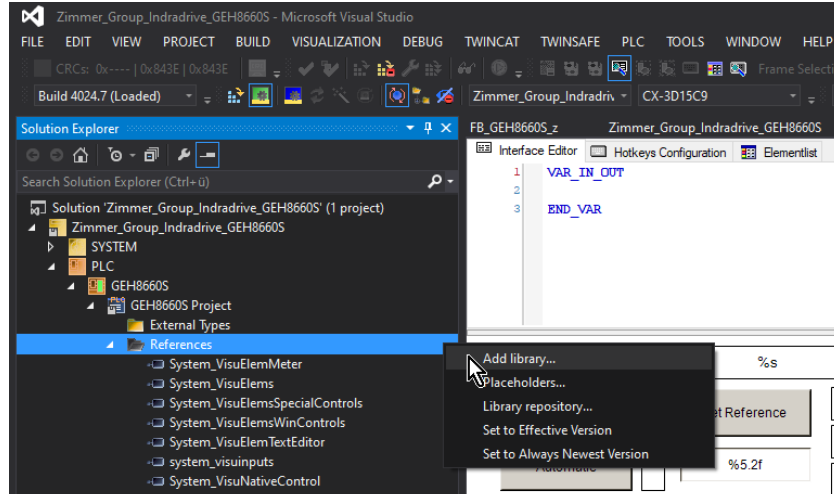 Zimmer_Group_Indradrive_GEH8660S - Microsoft Visual Studio
FILE EDIT VIEW PROJECT BUILD VISUALIZATION DEBUG TWINCAT TWINSAFE PLC TOOLS WINDOW HELP
CRCs: 0x---- | 0x843E | 0x843E Frame Selecti
Build 4024.7 (Loaded) Zimmer_Group_Indradriv CX-3D15C9
Solution Explorer
FB_GEH8660S_z Zimmer_Group_Indradrive_GEH8660S
Interface Editor Hotkeys Configuration Elementlist
Search Solution Explorer (Ctrl+ü)
1 VAR_IN_OUT
2
3 END_VAR
Solution 'Zimmer_Group_Indradrive_GEH8660S' (1 project)
Zimmer_Group_Indradrive_GEH8660S
SYSTEM
PLC
GEH8660S
GEH8660S Project
External Types
References
System_VisuElemMeter
System_VisuElems
System_VisuElemsSpecialControls
System_VisuElemsWinControls
System_VisuElemTextEditor
system_visuinputs
System_VisuNativeControl
Add library...
Placeholders...
Library repository...
Set to Effective Version
Set to Always Newest Version
%s
et Reference
Automatic
%5.2f